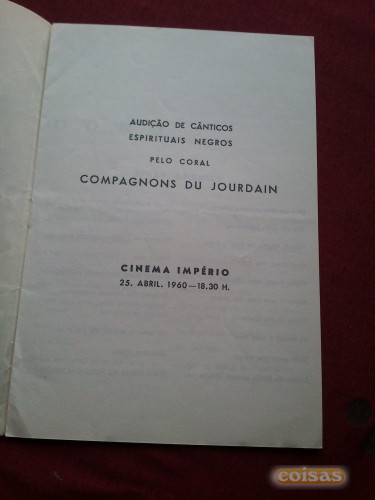 AUDIÇÃO DE CÂNTICOS
ESPIRITUAIS NEGROS
PELO CORAL
COMPAGNONS DU JOURDAIN
CINEMA IMPÉRIO
25. ABRIL. 1960—18.30 H.
coisas